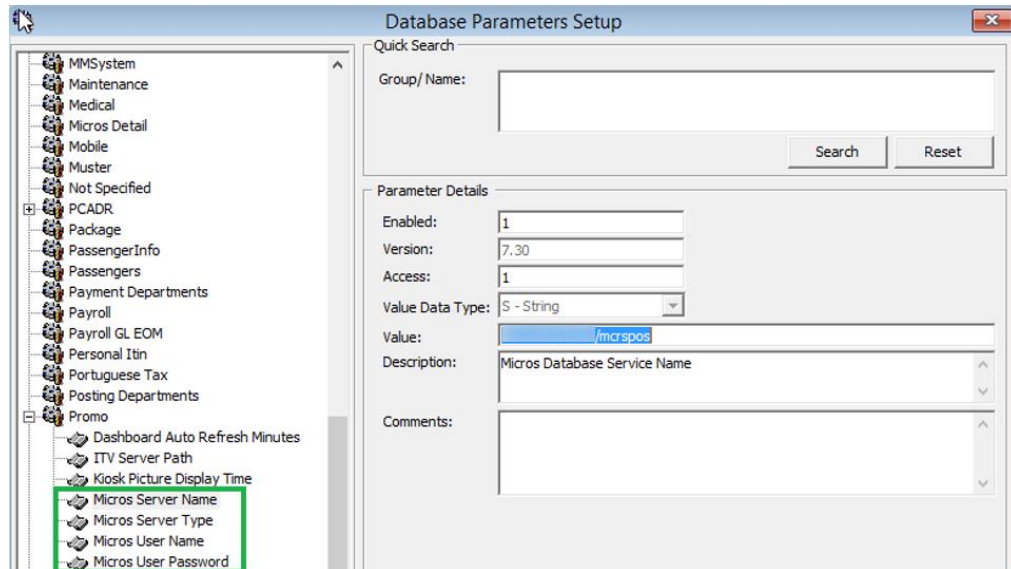 Database Parameters Setup
MMSystem
Maintenance
Medical
Micros Detail
Mobile
Muster
Not Specified
PCADR
Package
PassengerInfo
Passengers
Payment Departments
Payroll
Payroll GL EOM
Personal Itin
Portuguese Tax
Posting Departments
Promo
Dashboard Auto Refresh Minutes
ITV Server Path
Kiosk Picture Display Time
Micros Server Name
Micros Server Type
Micros User Name
Micros User Password
Quick Search
Group/ Name:
Search Reset
Parameter Details
Enabled: 1
Version: 7.30
Access: 1
Value Data Type: S - String
Value: /mcrspos
Description: Micros Database Service Name
Comments: